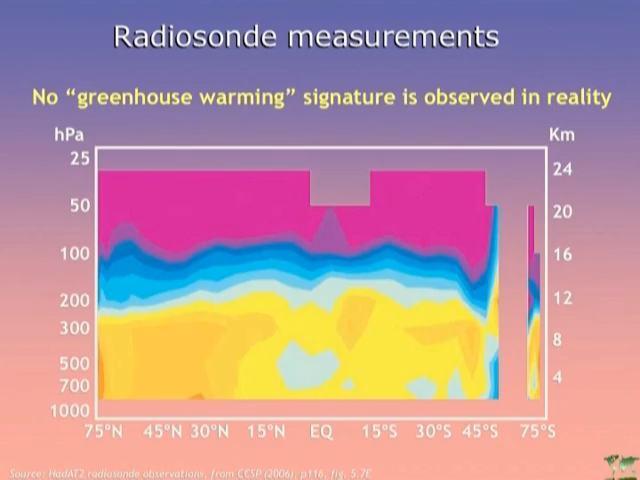 Radiosonde measurements
No “greenhouse warming” signature is observed in reality
hPa
Km
25
50
100
200
300
500
700
1000
24
20
16
12
8
4
75°N 45°N 30°N 15°N EQ 15°S 30°S 45°S 75°S
Source: HadAT2 radiosonde observations, from CCSP (2006), p116, fig. 5.7E